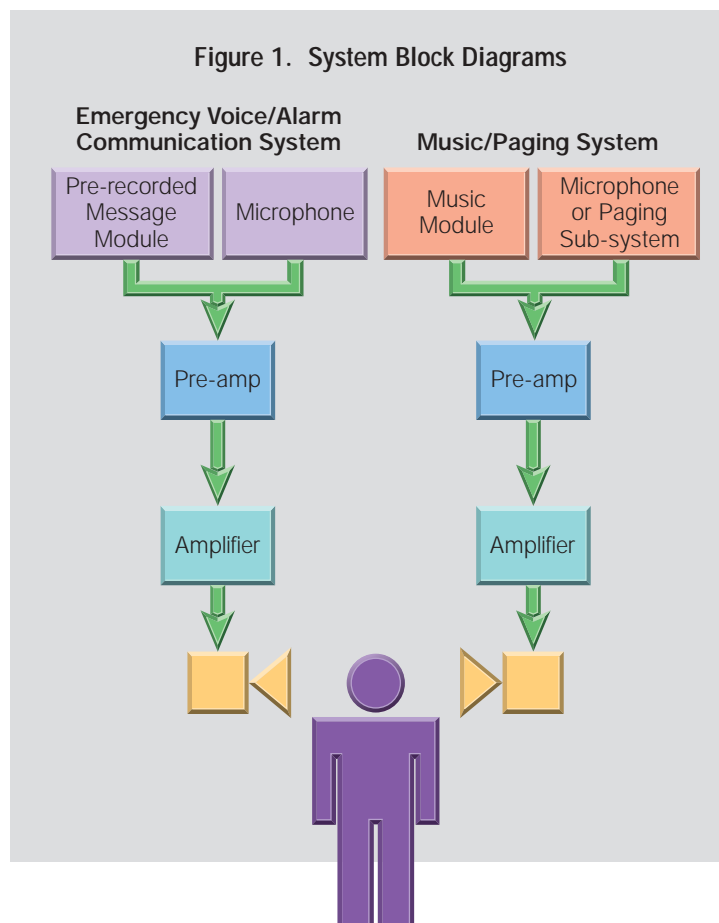 Figure 1. System Block Diagrams
Emergency Voice/Alarm
Communication System
Music/Paging System
Pre-recorded
Message
Module
Microphone
Music
Module
Microphone
or Paging
Sub-system
Pre-amp
Pre-amp
Amplifier
Amplifier